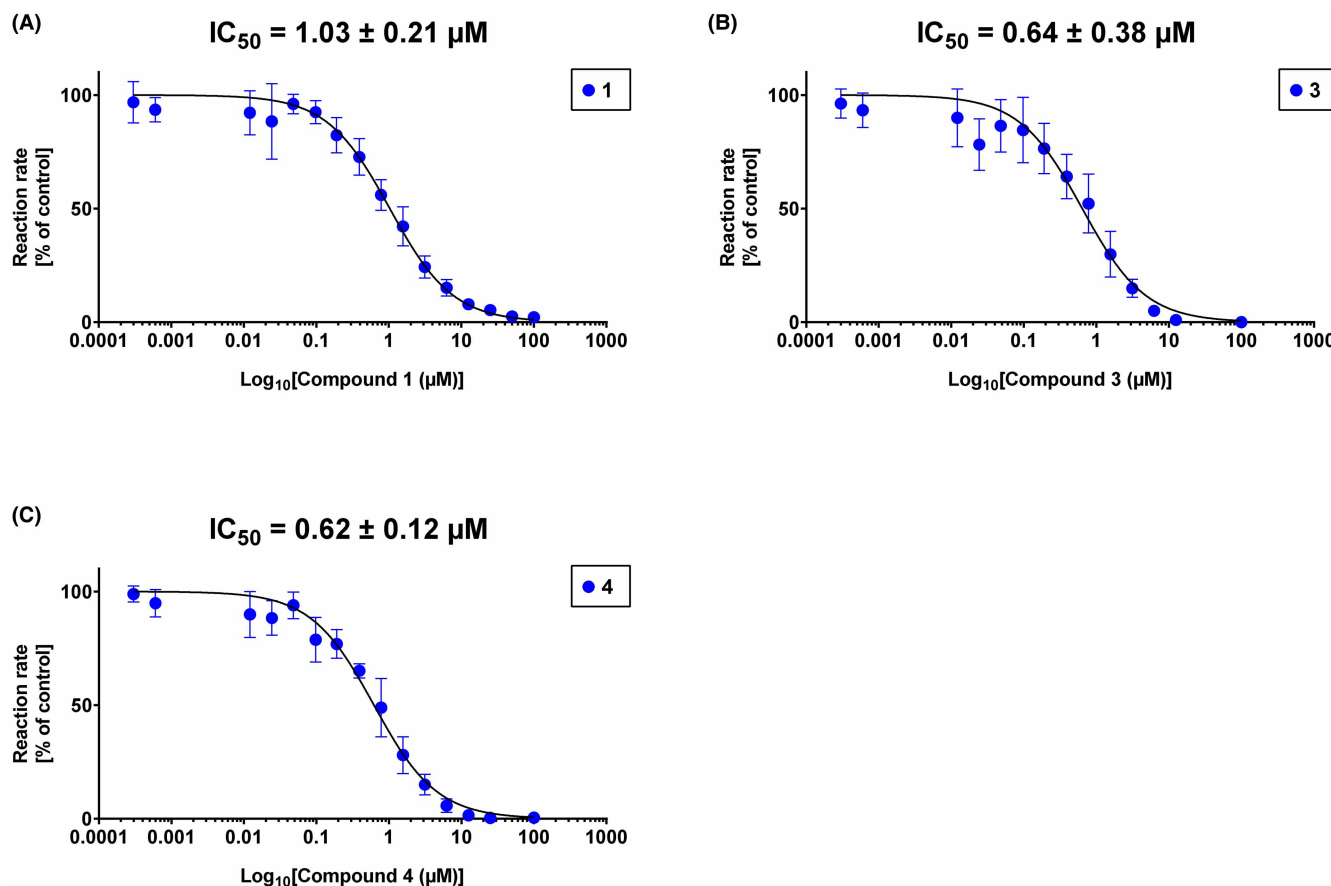 (A)
IC50 = 1.03 ± 0.21 µM
1
100
50
0
Reaction rate
[% of control]
0.0001 0.001 0.01 0.1 1 10 100 1000
Log10[Compound 1 (µM)]
(B)
IC50 = 0.64 ± 0.38 µM
3
100
50
0
Reaction rate
[% of control]
0.0001 0.001 0.01 0.1 1 10 100 1000
Log10[Compound 3 (µM)]
(C)
IC50 = 0.62 ± 0.12 µM
4
100
50
0
Reaction rate
[% of control]
0.0001 0.001 0.01 0.1 1 10 100 1000
Log10[Compound 4 (µM)]